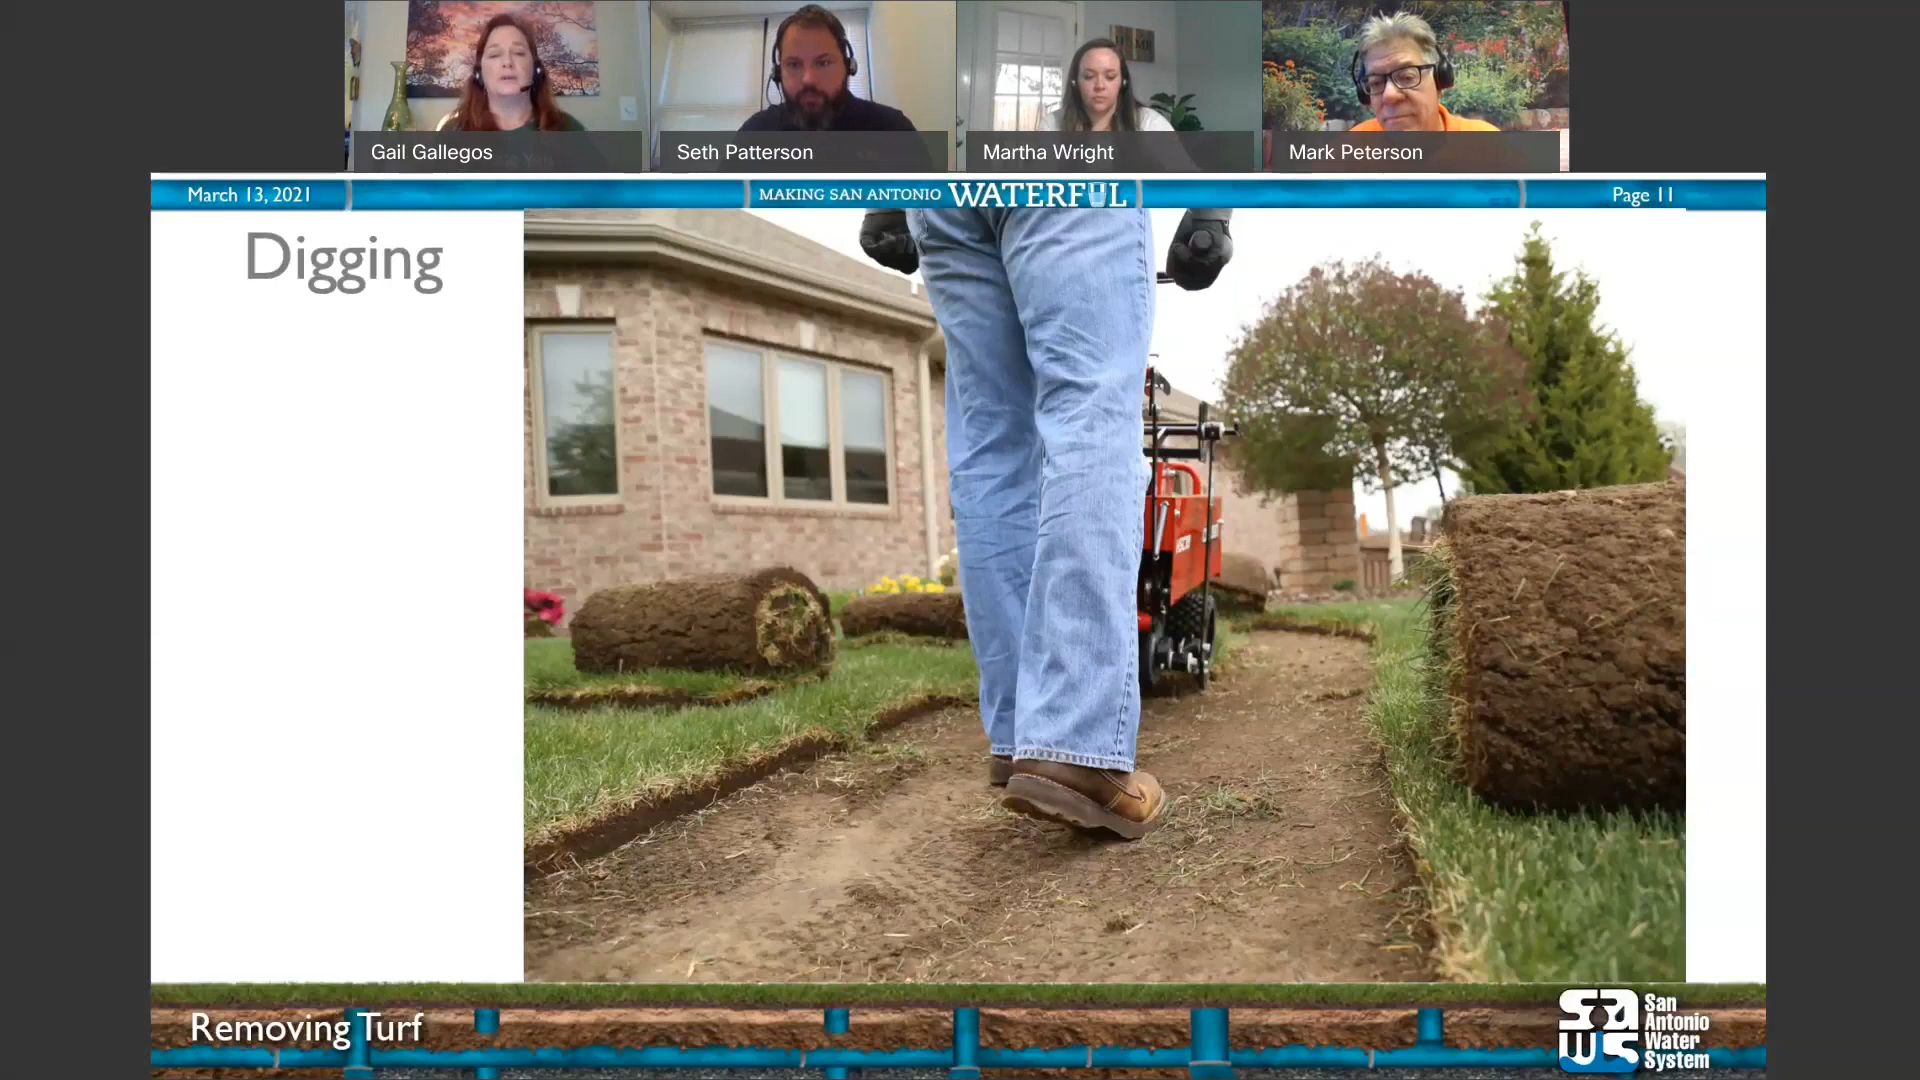 Gail Gallegos
Seth Patterson
Martha Wright
Mark Peterson
March 13, 2021
MAKING SAN ANTONIO WATERFUL
Page 11
Digging
Removing Turf
San
Antonio
Water
System